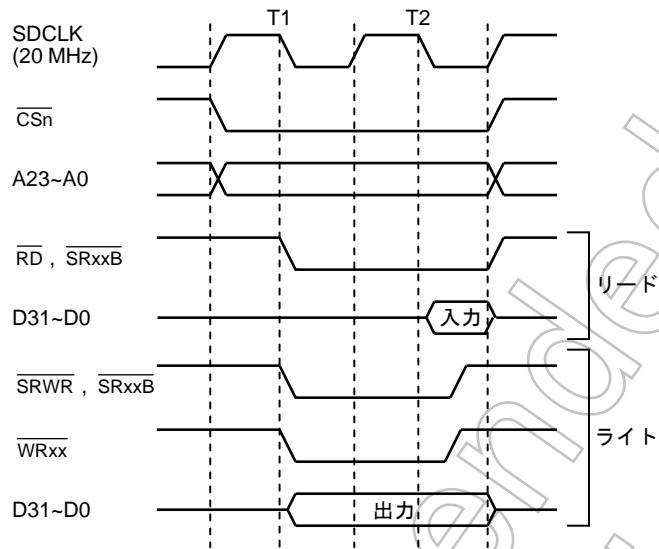 T1 T2
SDCLK
(20 MHz)
CSn
A23~A0
RD , SRxxB
リード
D31~D0
入力
SRWR , SRxxB
ライト
WRxx
D31~D0
出力